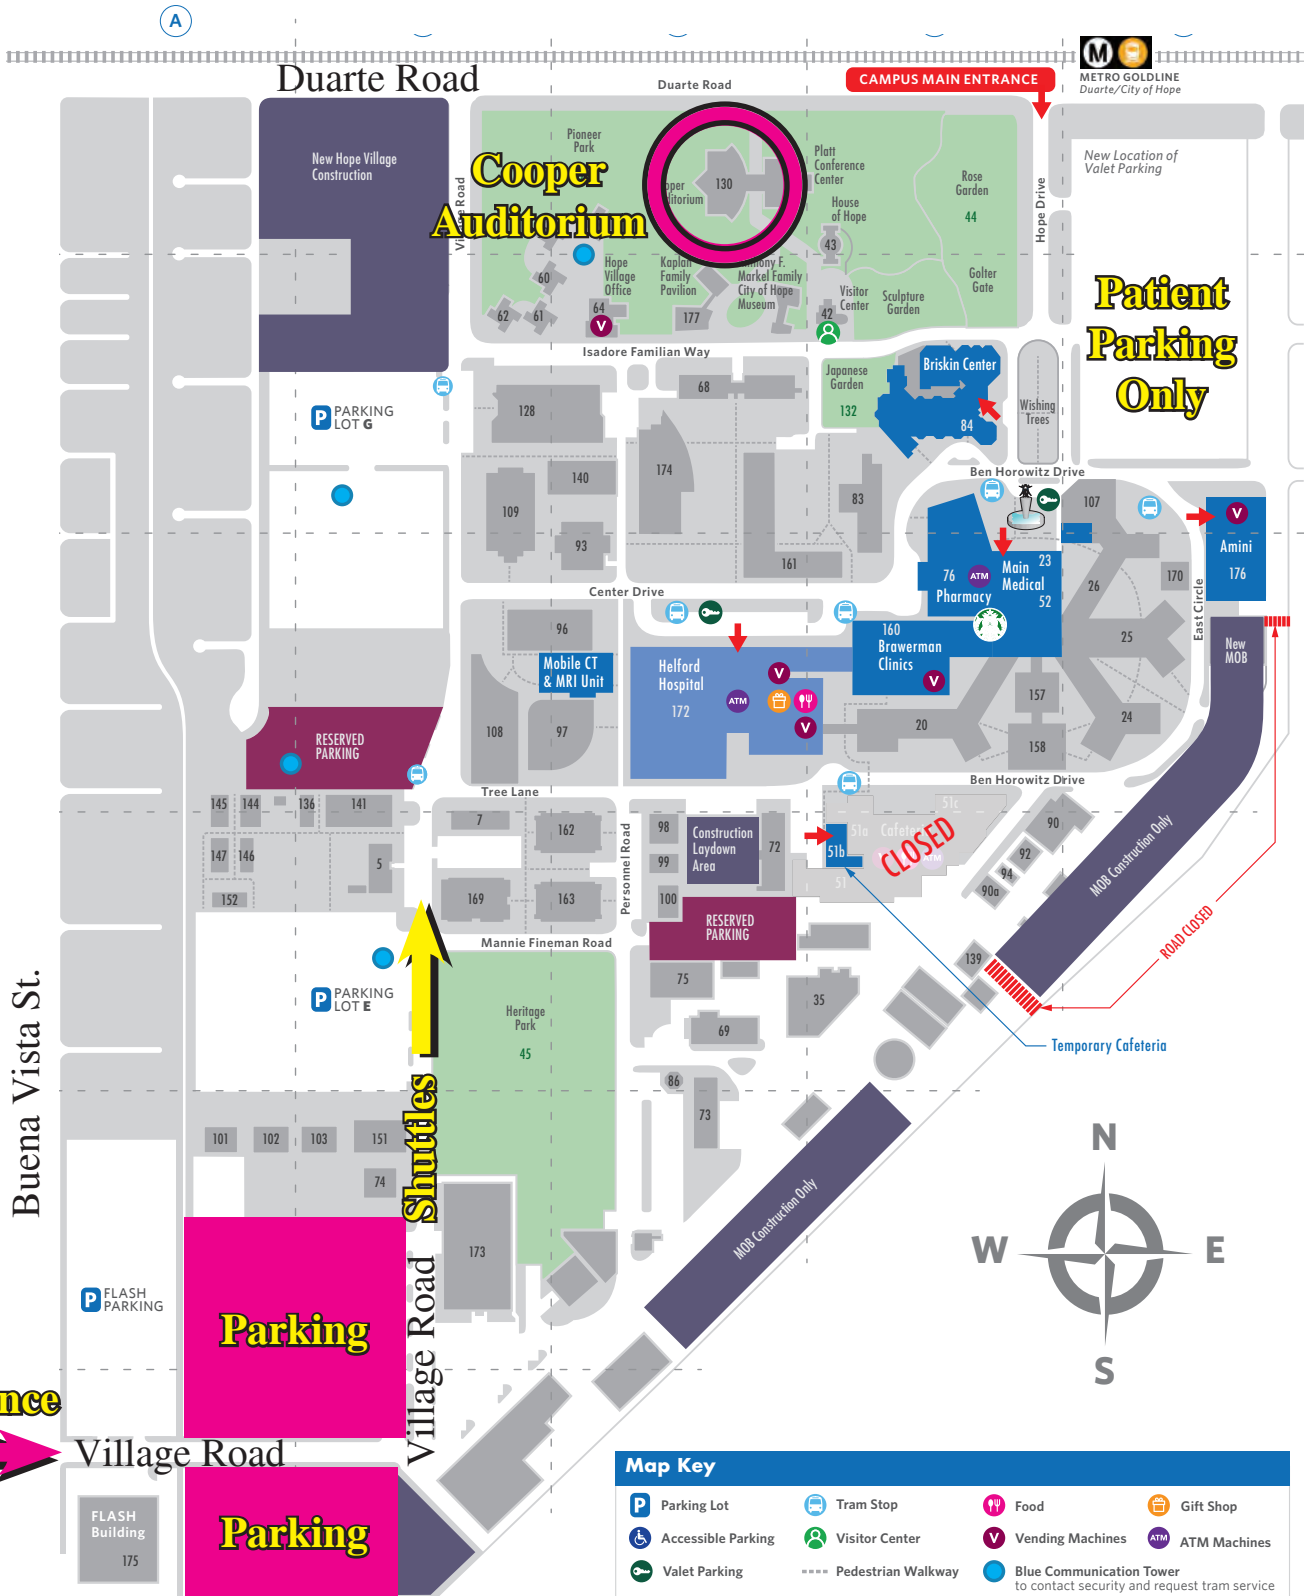 A
Duarte Road
Duarte Road
CAMPUS MAIN ENTRANCE
M
METRO GOLDLINE
Duarte/City of Hope
New Hope Village
Construction
Pioneer
Park
Cooper
Auditorium
130
Platt
Conference
Center
House
of Hope
43
Rose
Garden
44
Hope Drive
New Location of
Valet Parking
Golter
Gate
Sculpture
Garden
Visitor
Center
42
Hope
Village
Office
64
V
60
61
62
Kaplan
Family
Pavilion
177
Markel Family
City of Hope
Museum
Patient
Parking
Only
Isadore Familian Way
P PARKING
LOT G
128
68
Japanese
Garden
132
Briskin Center
84
Wishing
Trees
Ben Horowitz Drive
174
140
109
93
83
161
107
V
Amini
176
76
ATM
Main
Medical
23
52
Pharmacy
26
170
25
East Circle
Center Drive
96
Mobile CT
& MRI Unit
Helford
Hospital
172
ATM
V
V
160
Brawerman
Clinics
V
New
MOB
157
24
20
158
108
97
RESERVED
PARKING
Ben Horowitz Drive
Tree Lane
145
144
136
141
147
146
5
152
7
162
169
163
Personnel Road
98
99
100
Construction
Laydown
Area
72
51b
51a
51c
51
CLOSED
ATM
90
92
94
90a
MOB Construction Only
ROAD CLOSED
RESERVED
PARKING
Mannie Fineman Road
139
75
35
69
Temporary Cafeteria
P PARKING
LOT E
Heritage
Park
45
Buena Vista St.
Shuttles
86
73
101
102
103
151
74
173
MOB Construction Only
N
W
E
S
P FLASH
PARKING
Parking
Village Road
nce
Village Road
Parking
FLASH
Building
175
Map Key
P Parking Lot
Tram Stop
Food
Gift Shop
Accessible Parking
Visitor Center
V Vending Machines
ATM ATM Machines
Valet Parking
Pedestrian Walkway
Blue Communication Tower
to contact security and request tram service